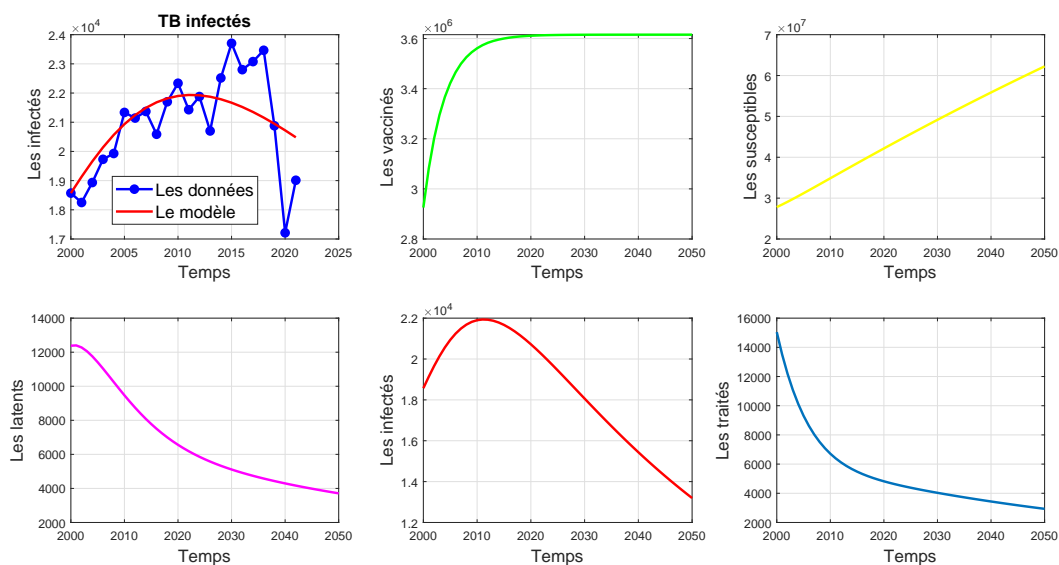 TB infectés
×10⁴
2.4
2.3
2.2
2.1
2
1.9
1.8
1.7
Les infectés
Les données
Le modèle
2000 2005 2010 2015 2020 2025
Temps
×10⁶
3.6
3.4
3.2
3
2.8
Les vaccinés
2000 2010 2020 2030 2040 2050
Temps
×10⁷
7
6
5
4
3
2
Les susceptibles
2000 2010 2020 2030 2040 2050
Temps
14000
12000
10000
8000
6000
4000
2000
Les latents
2000 2010 2020 2030 2040 2050
Temps
×10⁴
2.2
2
1.8
1.6
1.4
1.2
Les infectés
2000 2010 2020 2030 2040 2050
Temps
16000
14000
12000
10000
8000
6000
4000
2000
Les traités
2000 2010 2020 2030 2040 2050
Temps